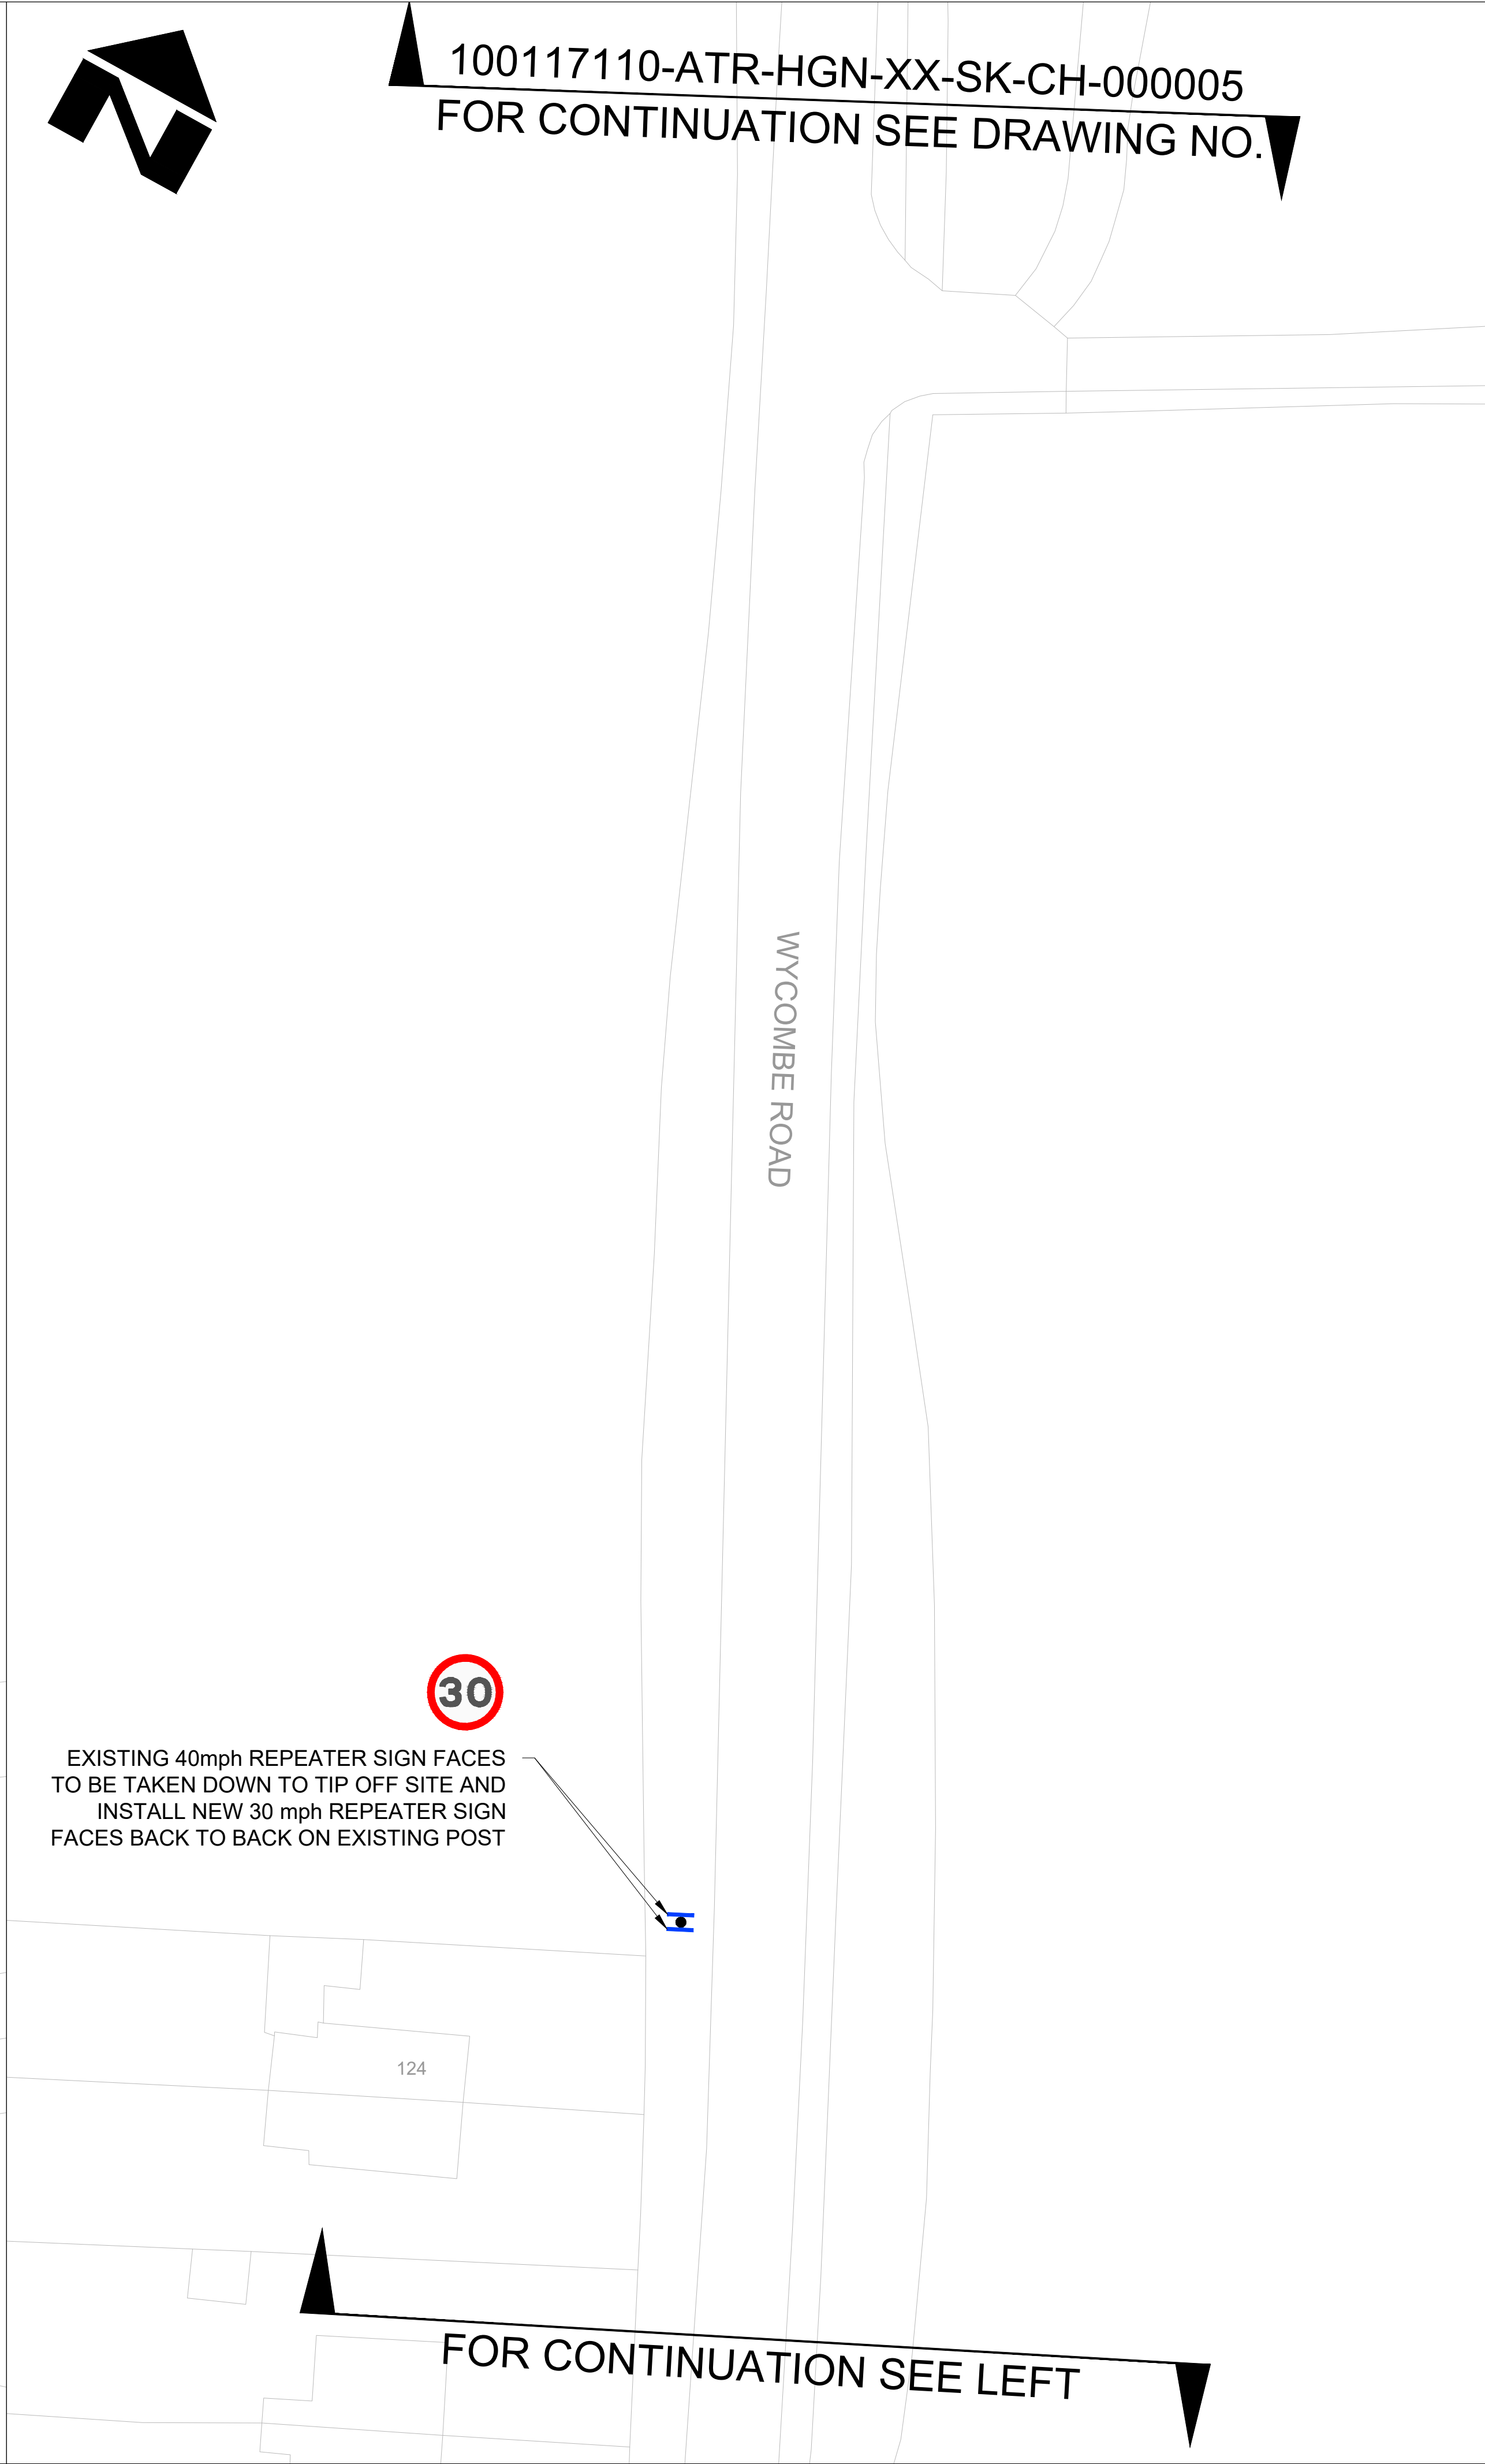 100117110-ATR-HGN-XX-SK-CH-000005
FOR CONTINUATION SEE DRAWING NO.
WYCOMBE ROAD
30
EXISTING 40mph REPEATER SIGN FACES
TO BE TAKEN DOWN TO TIP OFF SITE AND
INSTALL NEW 30 mph REPEATER SIGN
FACES BACK TO BACK ON EXISTING POST
124
FOR CONTINUATION SEE LEFT